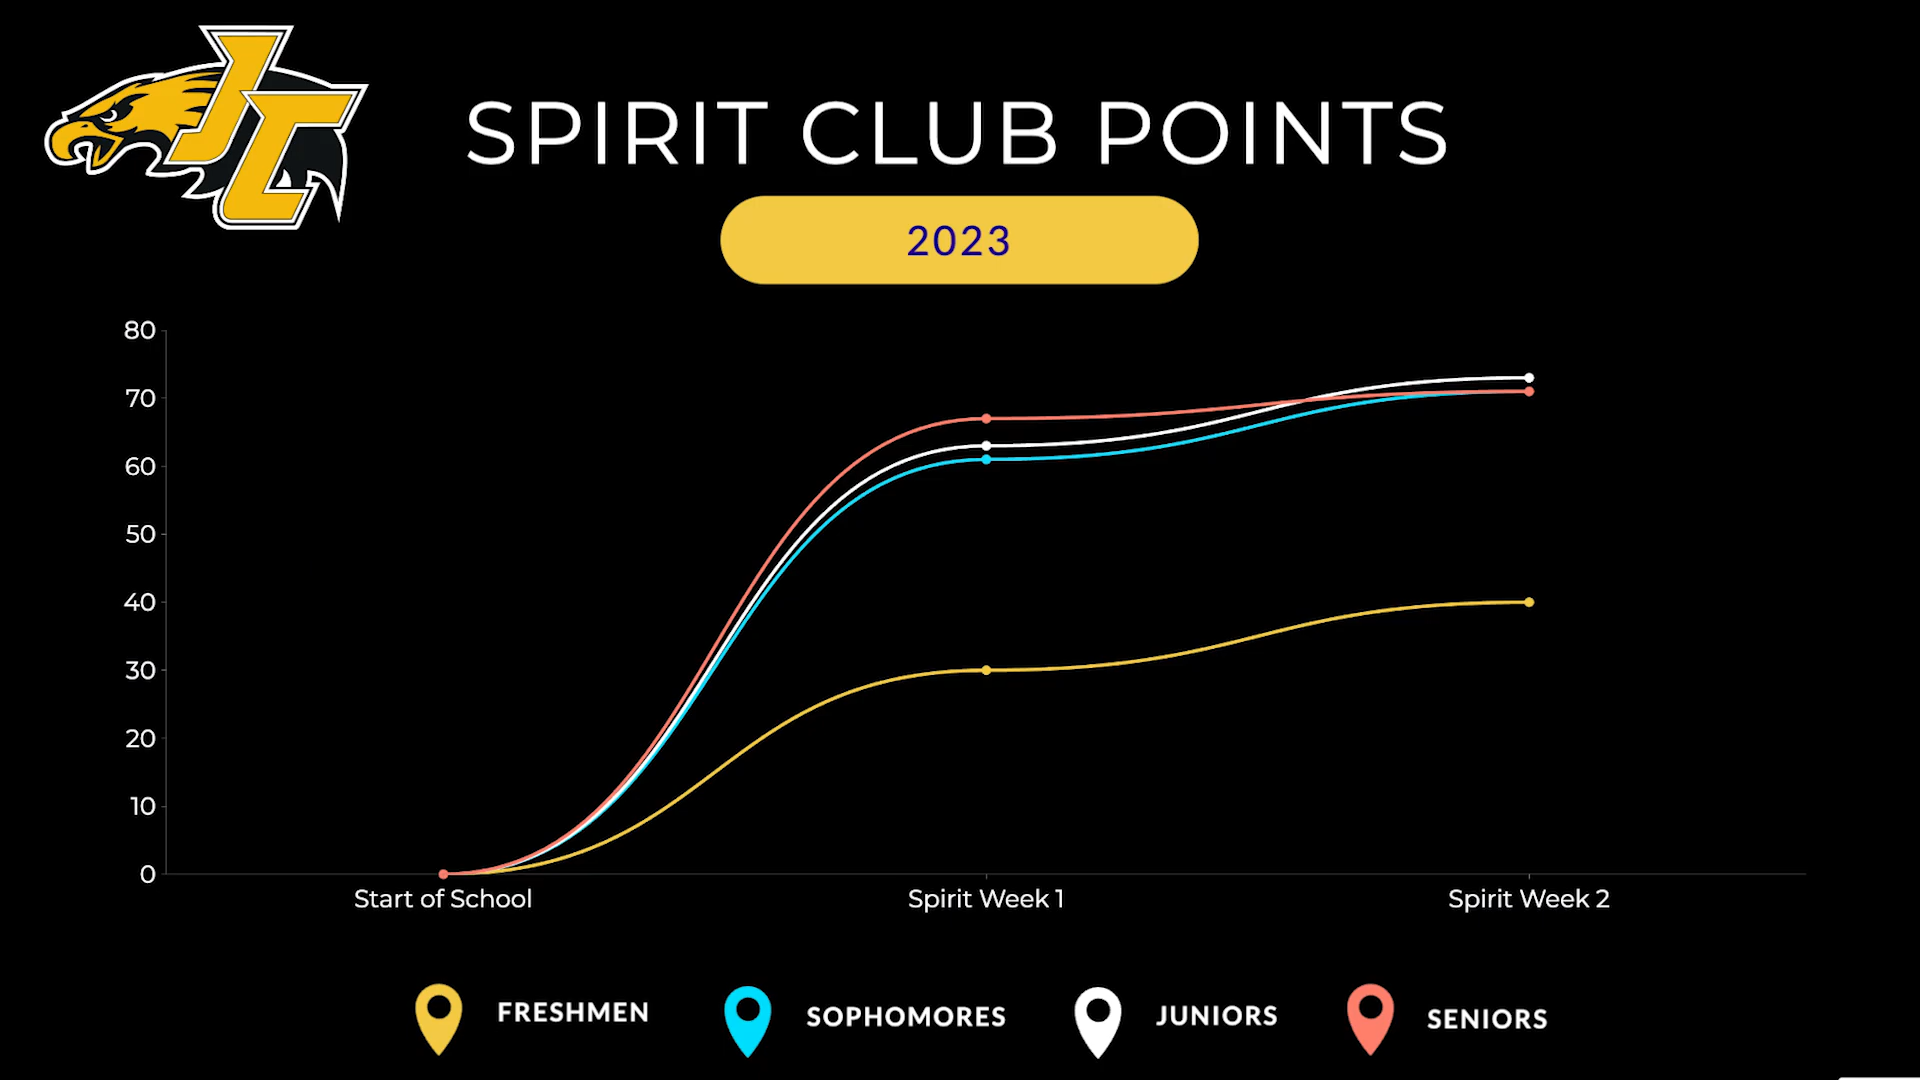 JC
SPIRIT CLUB POINTS
2023
80
70
60
50
40
30
20
10
0
Start of School
Spirit Week 1
Spirit Week 2
FRESHMEN
SOPHOMORES
JUNIORS
SENIORS